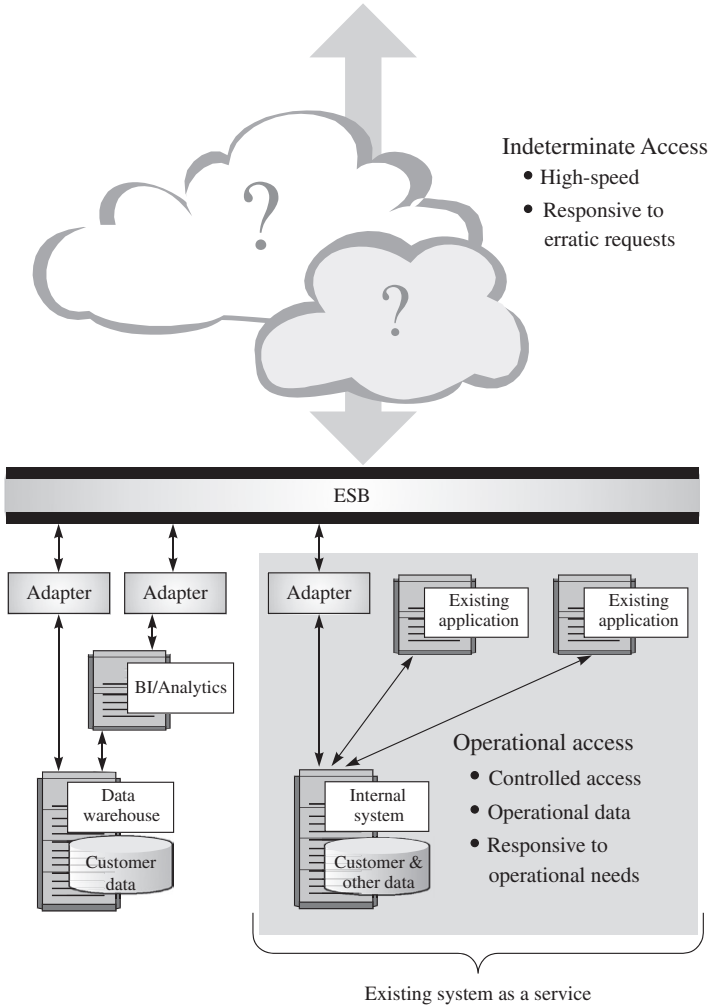 Indeterminate Access
• High-speed
• Responsive to
erratic requests
?
?
ESB
Adapter
Adapter
Adapter
Existing
application
Existing
application
BI/Analytics
Operational access
• Controlled access
• Operational data
• Responsive to
operational needs
Data
warehouse
Customer
data
Internal
system
Customer &
other data
Existing system as a service